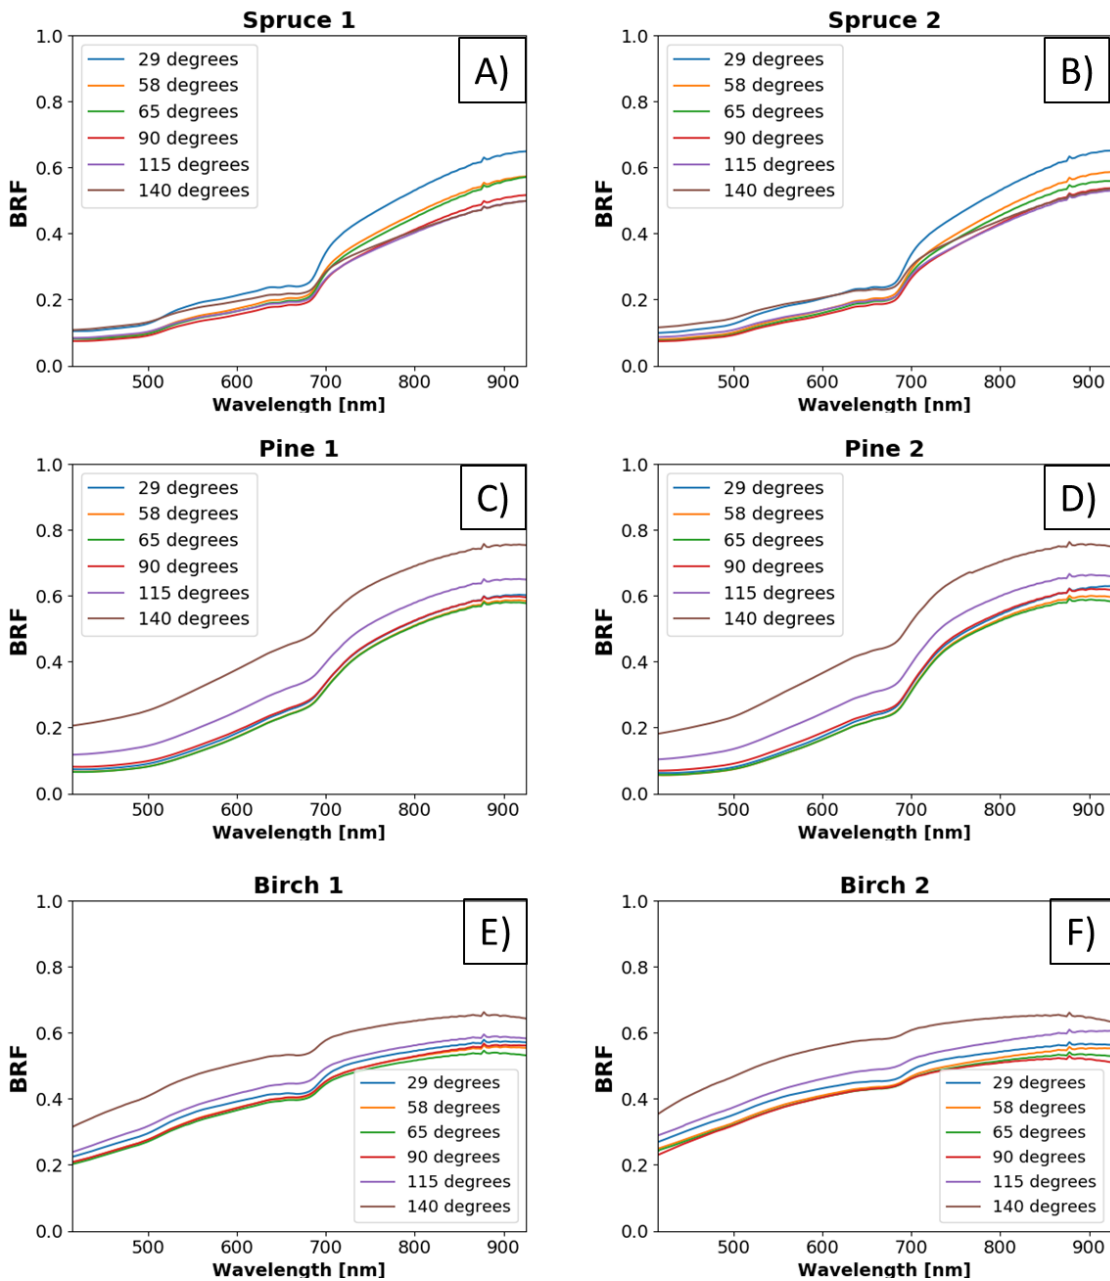 Spruce 1
1.0
0.8
0.6
0.4
0.2
0.0
BRF
29 degrees
58 degrees
65 degrees
90 degrees
115 degrees
140 degrees
A)
500 600 700 800 900
Wavelength [nm]
Spruce 2
1.0
0.8
0.6
0.4
0.2
0.0
BRF
29 degrees
58 degrees
65 degrees
90 degrees
115 degrees
140 degrees
B)
500 600 700 800 900
Wavelength [nm]
Pine 1
1.0
0.8
0.6
0.4
0.2
0.0
BRF
29 degrees
58 degrees
65 degrees
90 degrees
115 degrees
140 degrees
C)
500 600 700 800 900
Wavelength [nm]
Pine 2
1.0
0.8
0.6
0.4
0.2
0.0
BRF
29 degrees
58 degrees
65 degrees
90 degrees
115 degrees
140 degrees
D)
500 600 700 800 900
Wavelength [nm]
Birch 1
1.0
0.8
0.6
0.4
0.2
0.0
BRF
E)
29 degrees
58 degrees
65 degrees
90 degrees
115 degrees
140 degrees
500 600 700 800 900
Wavelength [nm]
Birch 2
1.0
0.8
0.6
0.4
0.2
0.0
BRF
F)
29 degrees
58 degrees
65 degrees
90 degrees
115 degrees
140 degrees
500 600 700 800 900
Wavelength [nm]